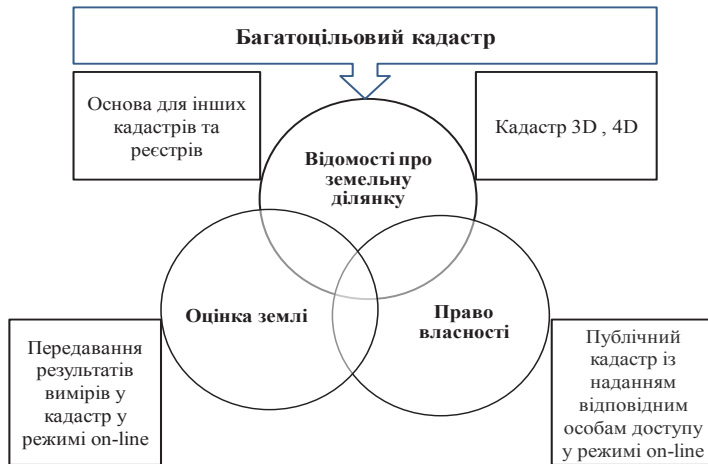 Багатоцільовий кадастр
Основа для інших
кадастрів та
реєстрів
Кадастр 3D , 4D
Відомості про
земельну
ділянку
Оцінка землі
Право
власності
Передавання
результатів
вимірів у
кадастр у
режимі on-line
Публічний
кадастр із
наданням
відповідним
особам доступу
у режимі on-line